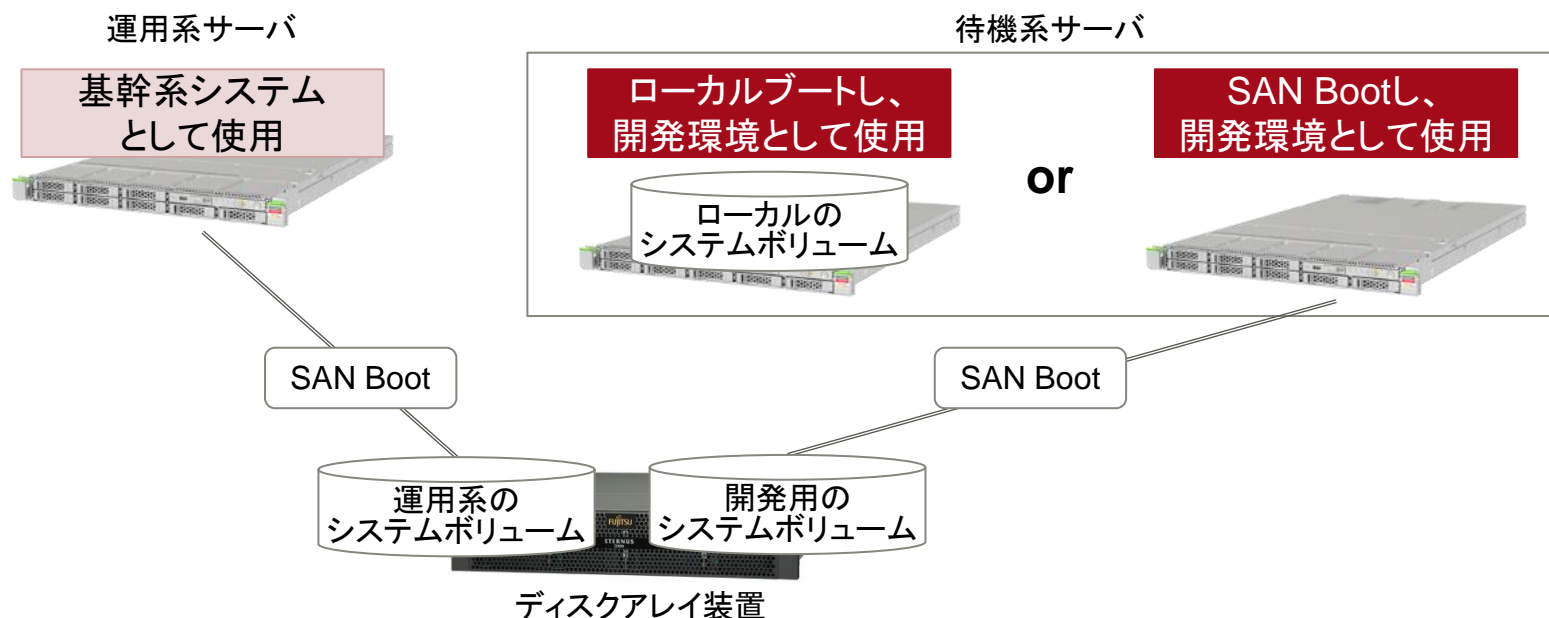 運用系サーバ
待機系サーバ
基幹系システム
として使用
ローカルブートし、
開発環境として使用
SAN Bootし、
開発環境として使用
or
ローカルの
システムボリューム
SAN Boot
SAN Boot
運用系の
システムボリューム
開発用の
システムボリューム
FUJITSU
ETERNUS
ディスクアレイ装置